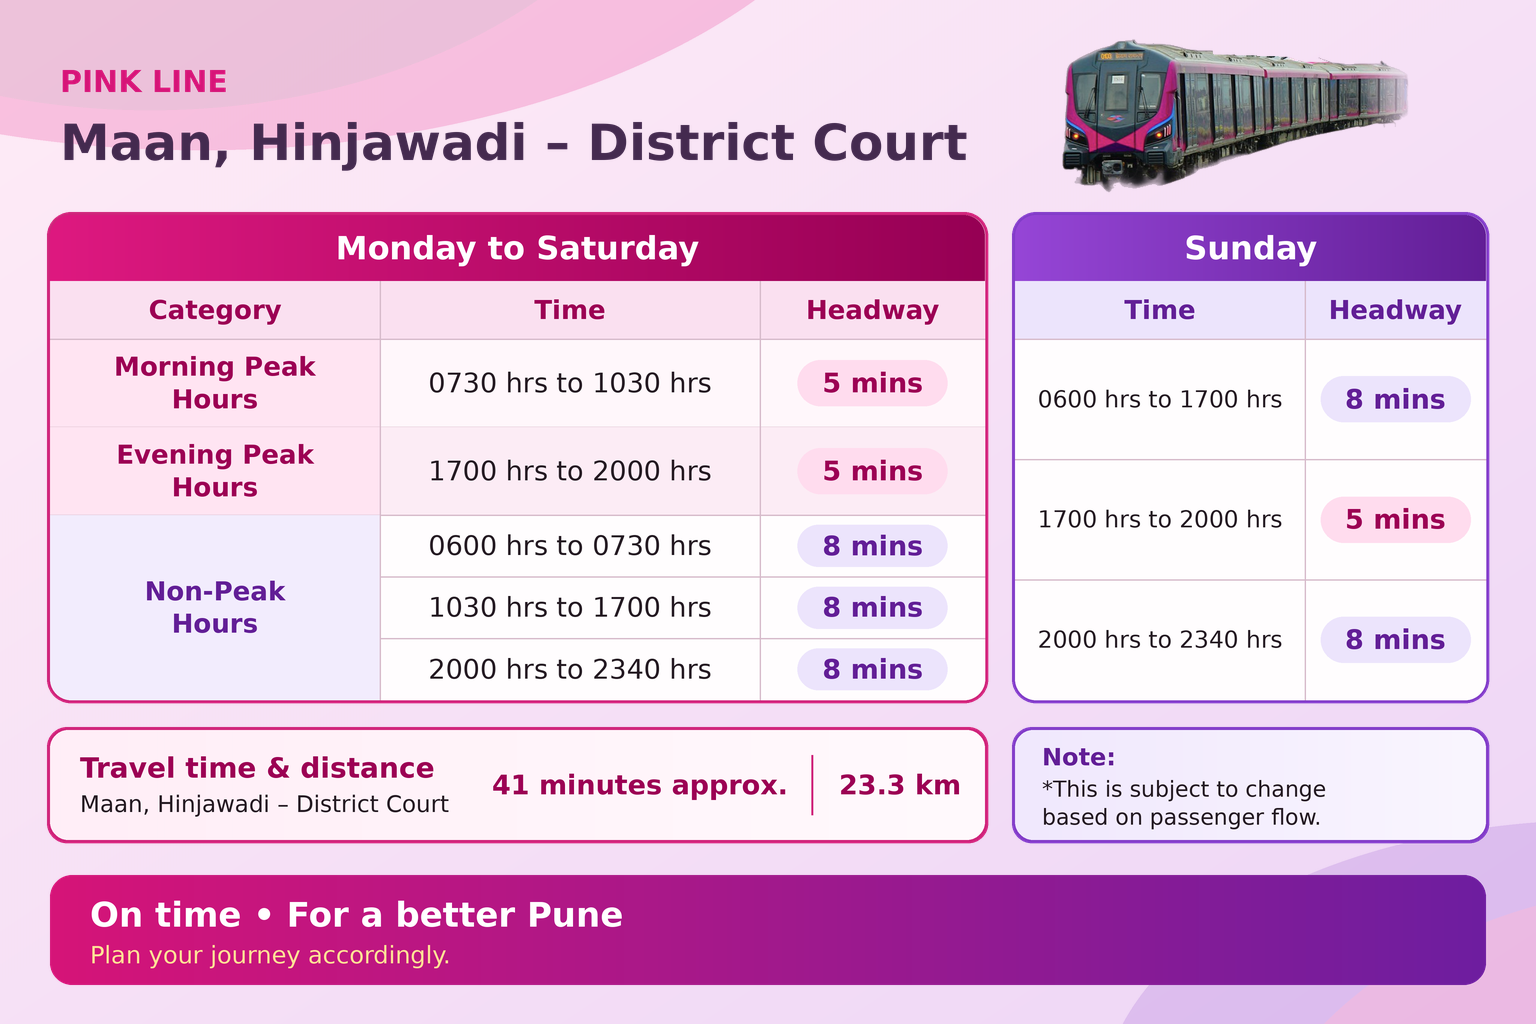 PINK LINE
Maan, Hinjawadi – District Court
Monday to Saturday
Category Time Headway
Morning Peak
Hours
0730 hrs to 1030 hrs 5 mins
Evening Peak
Hours
1700 hrs to 2000 hrs 5 mins
Non-Peak
Hours
0600 hrs to 0730 hrs 8 mins
1030 hrs to 1700 hrs 8 mins
2000 hrs to 2340 hrs 8 mins
Sunday
Time Headway
0600 hrs to 1700 hrs 8 mins
1700 hrs to 2000 hrs 5 mins
2000 hrs to 2340 hrs 8 mins
Travel time & distance
Maan, Hinjawadi – District Court
41 minutes approx. 23.3 km
Note:
*This is subject to change
based on passenger flow.
On time • For a better Pune
Plan your journey accordingly.